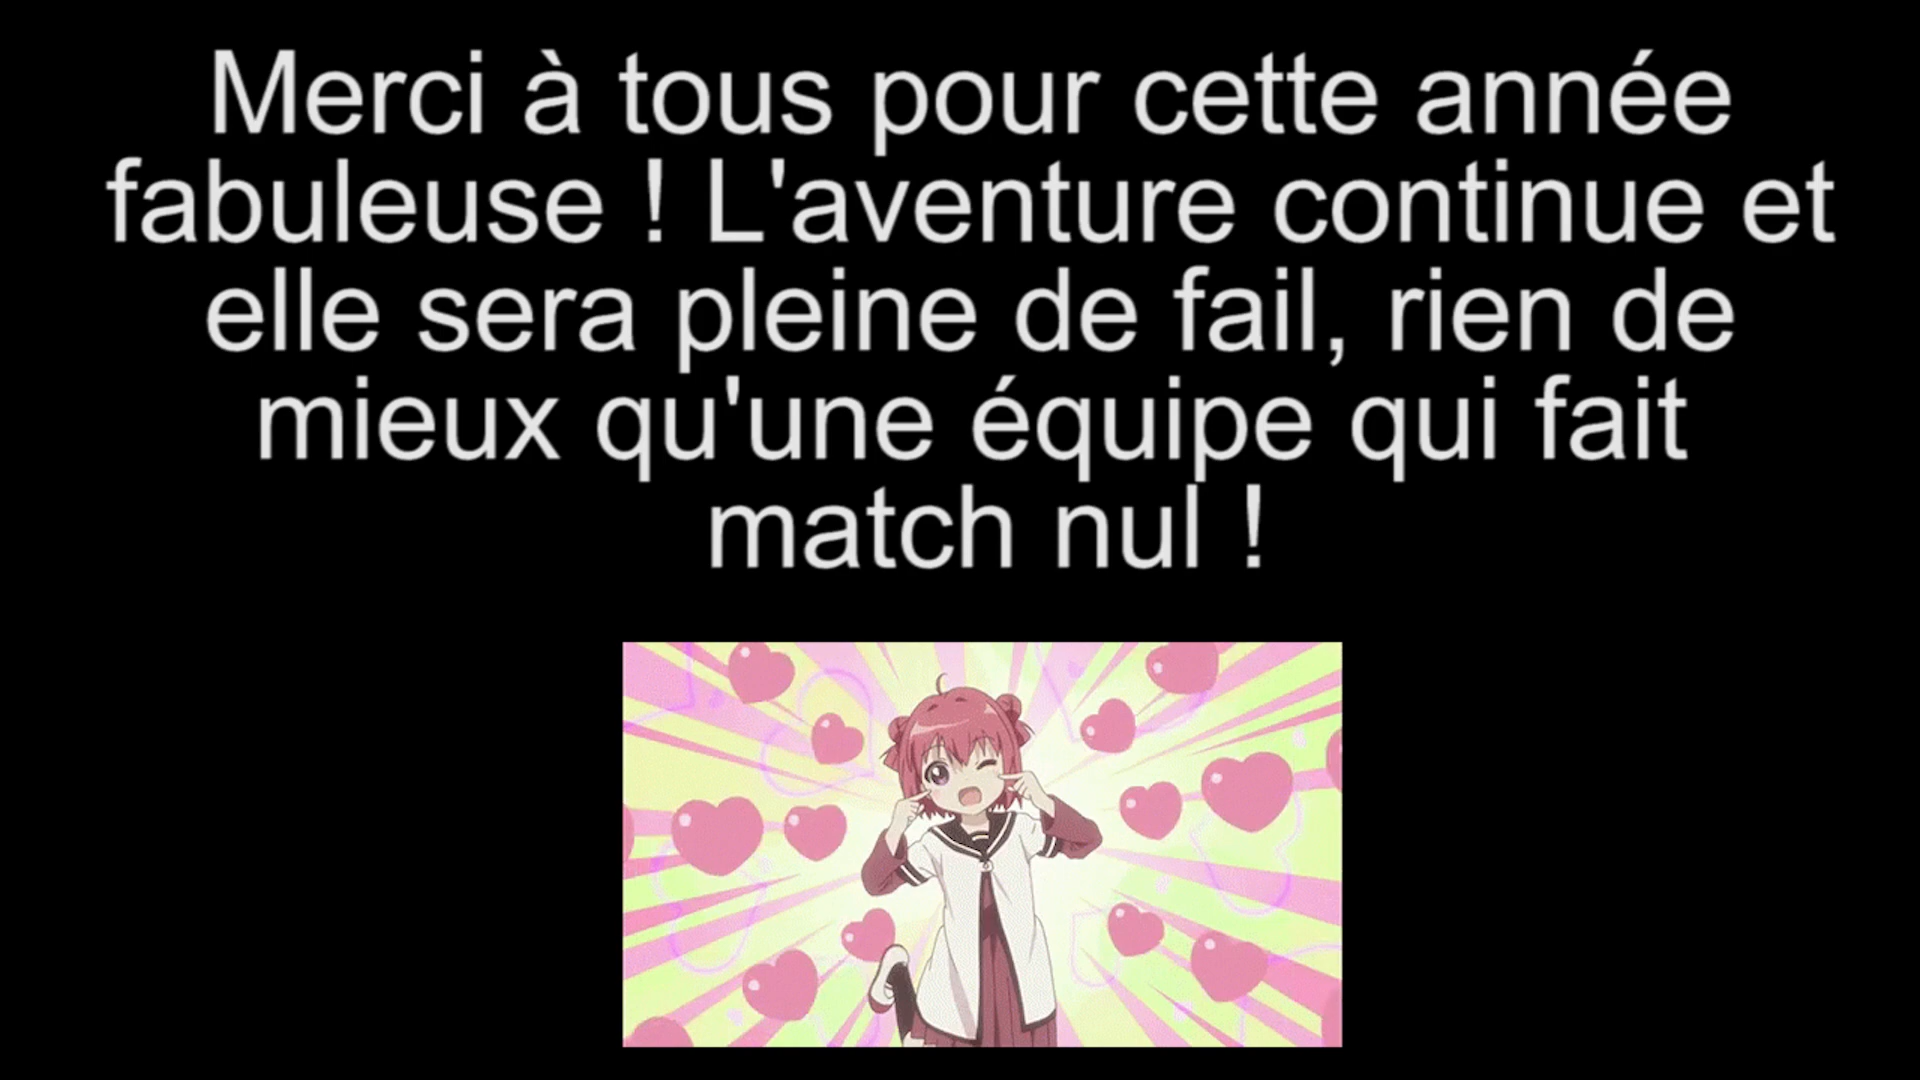 Merci à tous pour cette année
fabuleuse ! L'aventure continue et
elle sera pleine de fail, rien de
mieux qu'une équipe qui fait
match nul !